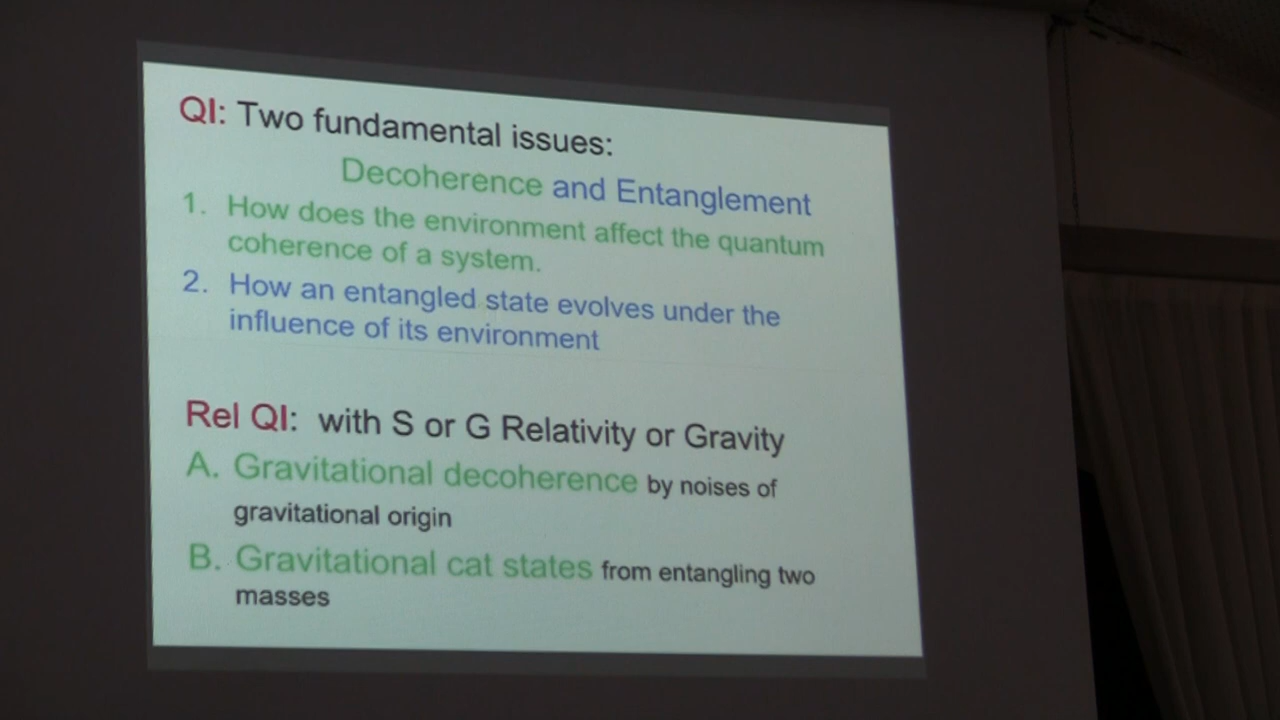 QI: Two fundamental issues:
Decoherence and Entanglement
1. How does the environment affect the quantum
coherence of a system.
2. How an entangled state evolves under the
influence of its environment
Rel QI: with S or G Relativity or Gravity
A. Gravitational decoherence by noises of
gravitational origin
B. Gravitational cat states from entangling two
masses